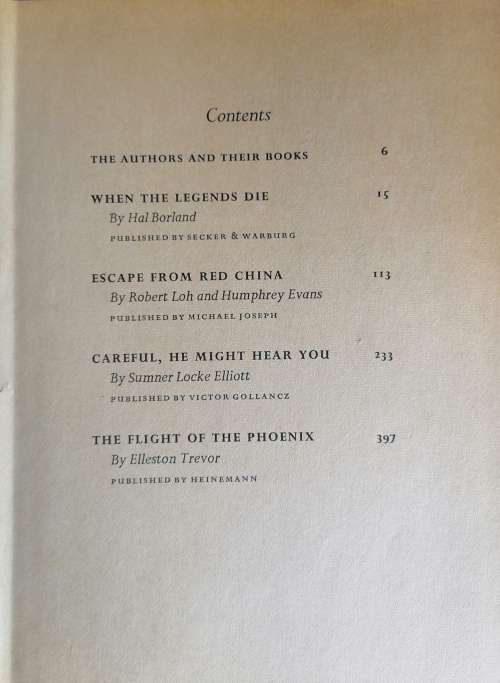 Contents
THE AUTHORS AND THEIR BOOKS 6
WHEN THE LEGENDS DIE 15
By Hal Borland
PUBLISHED BY SECKER & WARBURG
ESCAPE FROM RED CHINA 113
By Robert Loh and Humphrey Evans
PUBLISHED BY MICHAEL JOSEPH
CAREFUL, HE MIGHT HEAR YOU 233
By Sumner Locke Elliott
PUBLISHED BY VICTOR GOLLANCZ
THE FLIGHT OF THE PHOENIX 397
By Elleston Trevor
PUBLISHED BY HEINEMANN